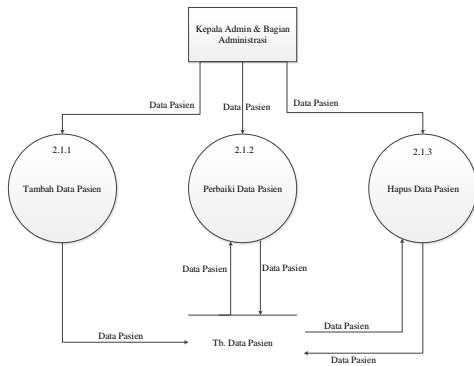 Kepala Admin & Bagian
Administrasi
Data Pasien
Data Pasien
Data Pasien
2.1.1
Tambah Data Pasien
2.1.2
Perbaiki Data Pasien
2.1.3
Hapus Data Pasien
Data Pasien
Data Pasien
Data Pasien
Data Pasien
Tb. Data Pasien
Data Pasien